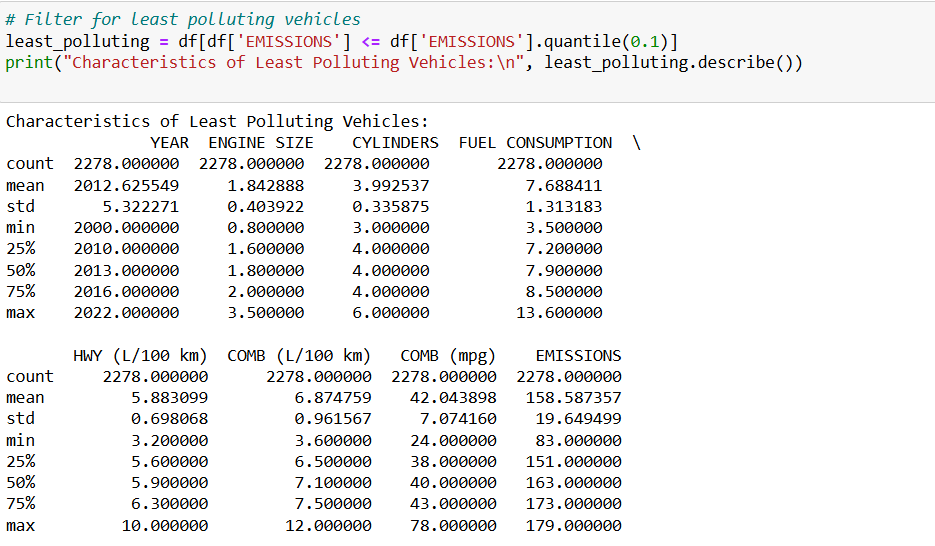 # Filter for least polluting vehicles
least_polluting = df[df['EMISSIONS'] <= df['EMISSIONS'].quantile(0.1)]
print("Characteristics of Least Polluting Vehicles:\n", least_polluting.describe())
Characteristics of Least Polluting Vehicles:
YEAR ENGINE SIZE CYLINDERS FUEL CONSUMPTION \
count 2278.000000 2278.000000 2278.000000 2278.000000
mean 2012.625549 1.842888 3.992537 7.688411
std 5.322271 0.403922 0.335875 1.313183
min 2000.000000 0.800000 3.000000 3.500000
25% 2010.000000 1.600000 4.000000 7.200000
50% 2013.000000 1.800000 4.000000 7.900000
75% 2016.000000 2.000000 4.000000 8.500000
max 2022.000000 3.500000 6.000000 13.600000
HWY (L/100 km) COMB (L/100 km) COMB (mpg) EMISSIONS
count 2278.000000 2278.000000 2278.000000 2278.000000
mean 5.883099 6.874759 42.043898 158.587357
std 0.698068 0.961567 7.074160 19.649499
min 3.200000 3.600000 24.000000 83.000000
25% 5.600000 6.500000 38.000000 151.000000
50% 5.900000 7.100000 40.000000 163.000000
75% 6.300000 7.500000 43.000000 173.000000
max 10.000000 12.000000 78.000000 179.000000